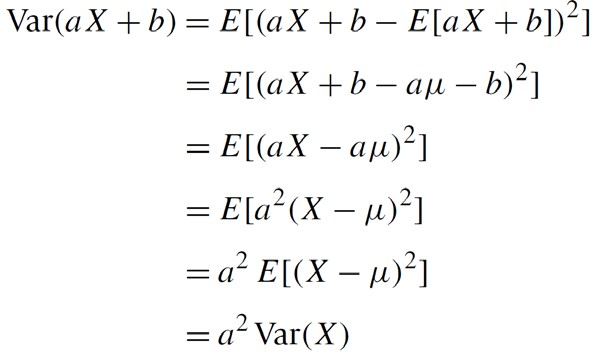 Var(aX + b) = E[(aX + b − E[aX + b])²]
= E[(aX + b − aμ − b)²]
= E[(aX − aμ)²]
= E[a²(X − μ)²]
= a² E[(X − μ)²]
= a² Var(X)